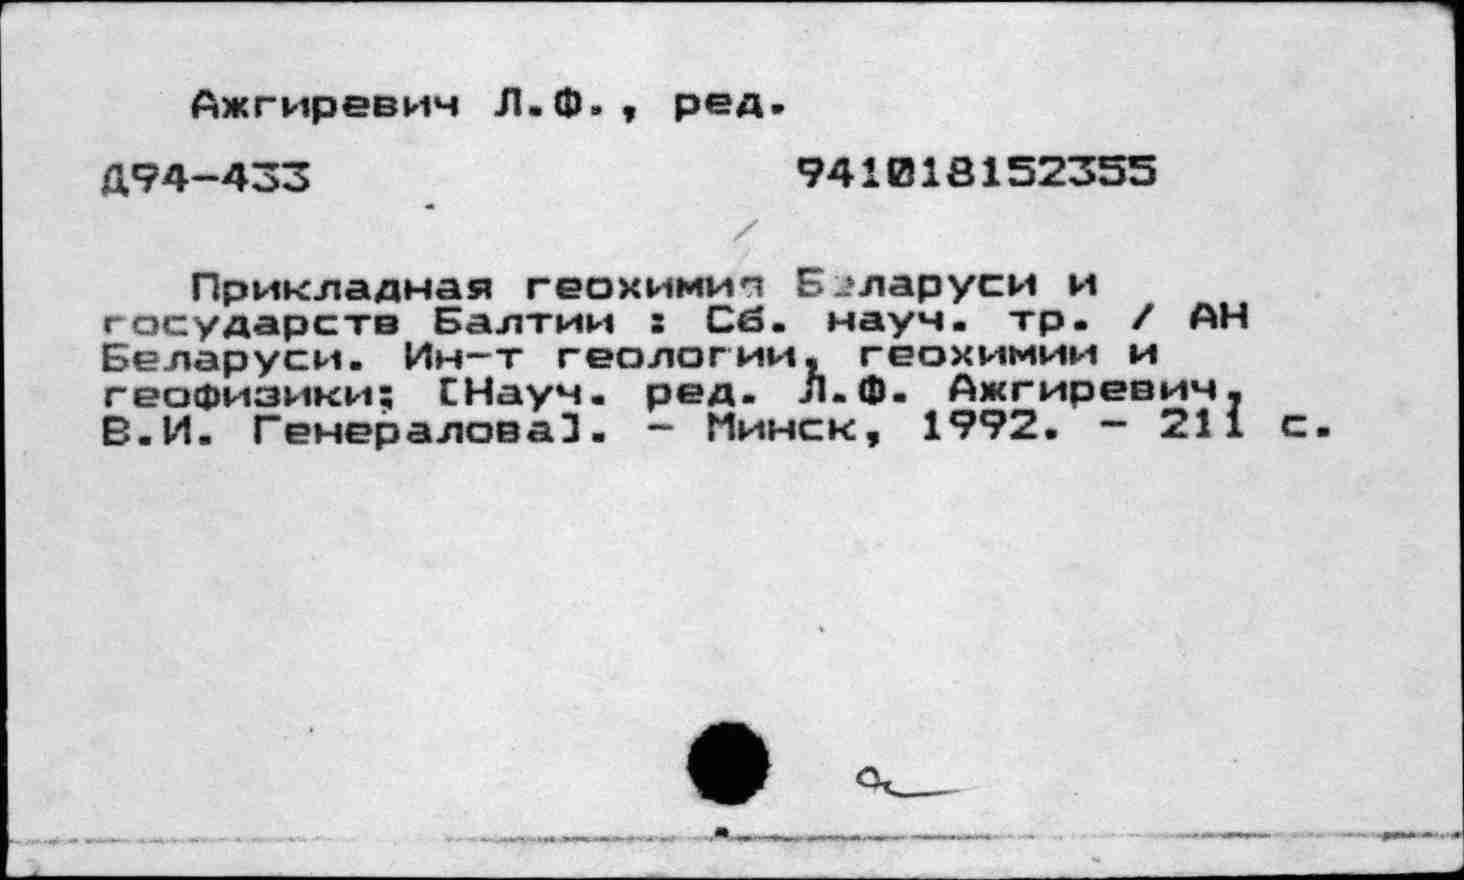 Ажгиревич Л.Ф., ред.
Д94-433 941018152355
Прикладная геохимия Беларуси и
государств Балтии : Сб. науч. тр. / АН
Беларуси. Ин-т геологии, геохимии и
геофизики; [Науч. ред. Л.Ф. Ажгиревич,
В.И. Генералова]. - Минск, 1992. - 211 с.